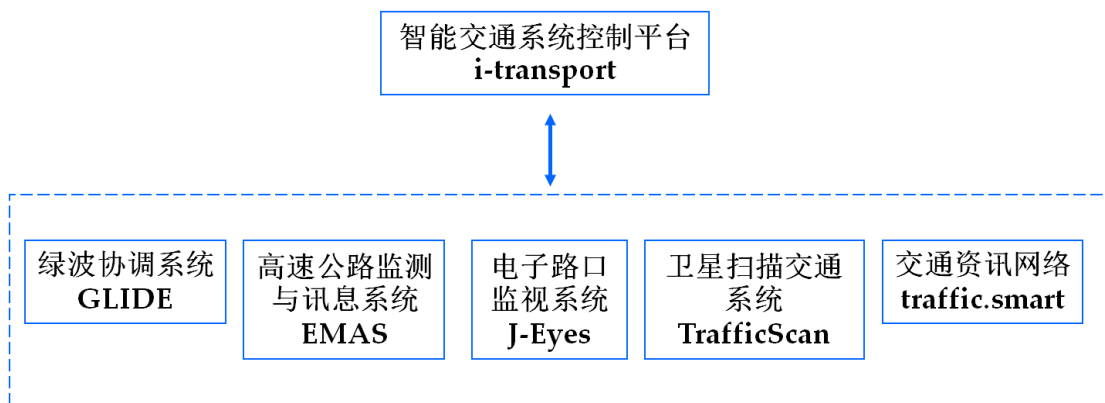 智能交通系统控制平台
i-transport
绿波协调系统
GLIDE
高速公路监测
与讯息系统
EMAS
电子路口
监视系统
J-Eyes
卫星扫描交通
系统
TrafficScan
交通资讯网络
traffic.smart